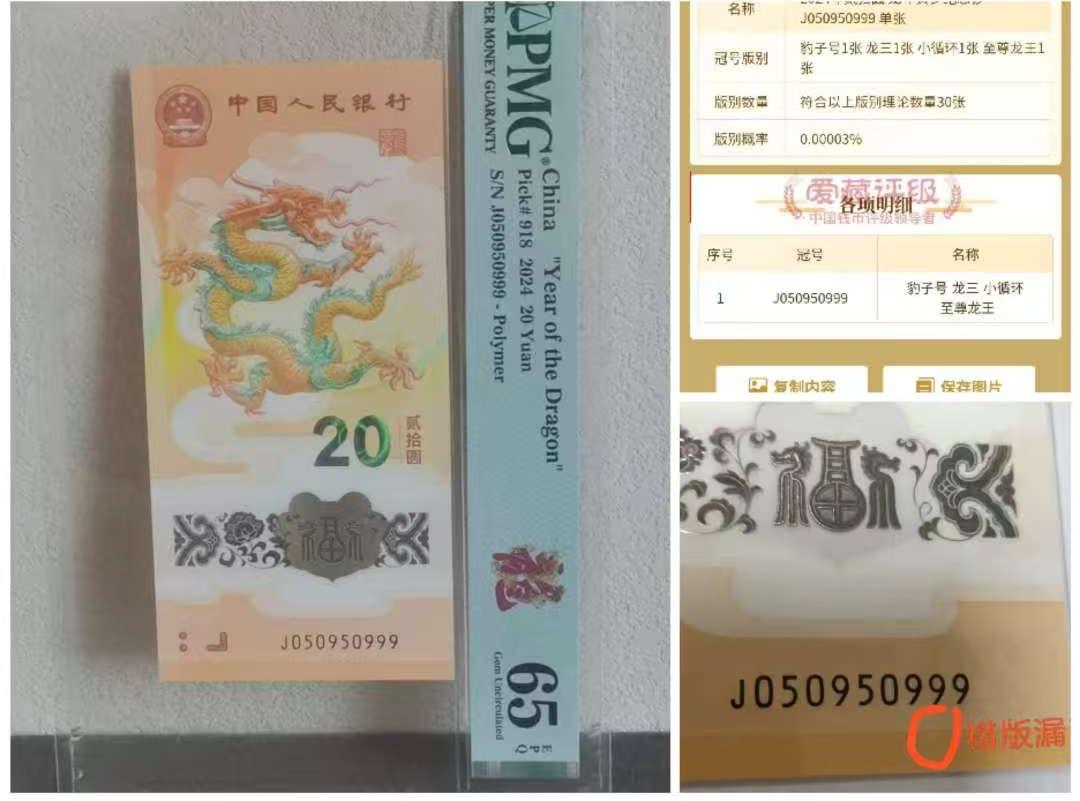 中国人民银行
20
贰拾圆
福
J050950999
PMG
PER MONEY GUARANTY
China "Year of the Dragon"
Pick# 918 2024 20 Yuan
S/N J050950999 - Polymer
65
EPQ
Gem Uncirculated
名称
J050950999 单张
冠号版别
豹子号1张 龙三1张 小循环1张 至尊龙王1
张
版别数量
符合以上版别理论数量30张
版别概率
0.00003%
爱藏评级
中国钱币评级领导者
各项明细
序号 冠号 名称
1 J050950999 豹子号 龙三 小循环
至尊龙王
复制内容 保存图片
福
J050950999
版漏